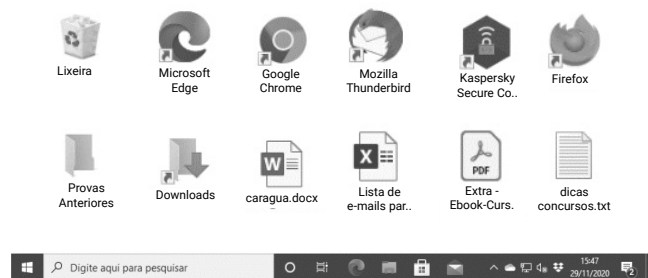 Lixeira
Microsoft
Edge
Google
Chrome
Mozilla
Thunderbird
Kaspersky
Secure Co..
Firefox
Provas
Anteriores
Downloads
W
caragua.docx
X
Lista de
e-mails par..
PDF
Extra -
Ebook-Curs.
dicas
concursos.txt
Digite aqui para pesquisar
15:47
29/11/2020
2